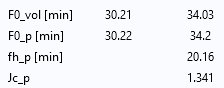 F0_vol [min] 30.21 34.03
F0_p [min] 30.22 34.2
fh_p [min] 20.16
Jc_p 1.341